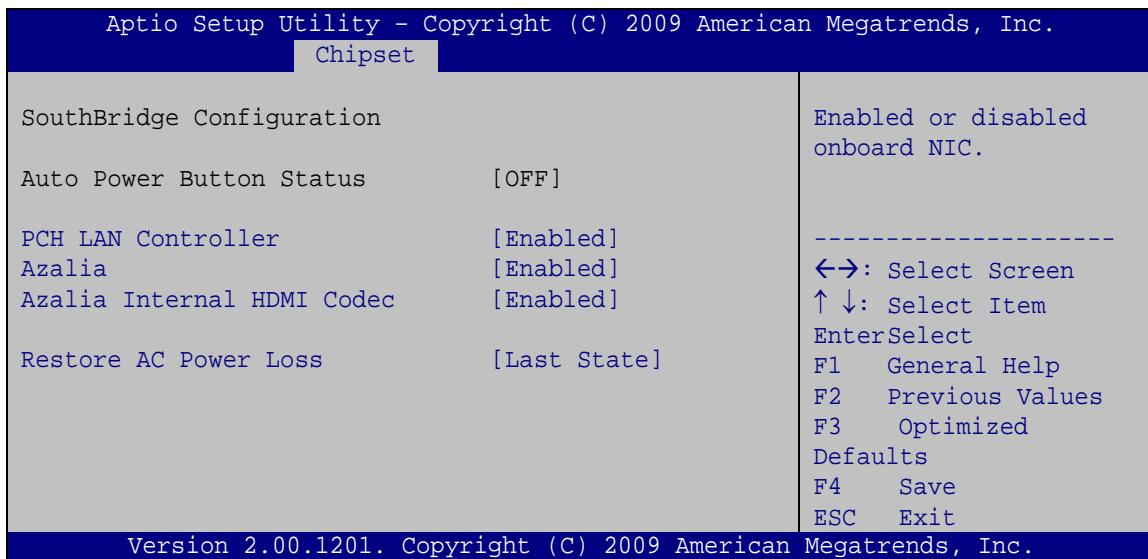 Aptio Setup Utility – Copyright (C) 2009 American Megatrends, Inc.
Chipset
SouthBridge Configuration
Auto Power Button Status [OFF]
PCH LAN Controller [Enabled]
Azalia [Enabled]
Azalia Internal HDMI Codec [Enabled]
Restore AC Power Loss [Last State]
Enabled or disabled
onboard NIC.
---------------------
←→: Select Screen
↑ ↓: Select Item
EnterSelect
F1 General Help
F2 Previous Values
F3 Optimized
Defaults
F4 Save
ESC Exit
Version 2.00.1201. Copyright (C) 2009 American Megatrends, Inc.